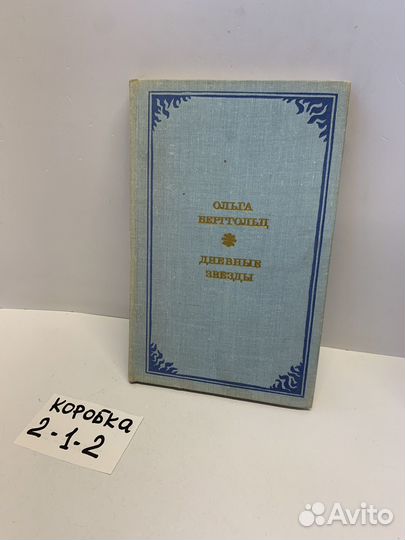 ОЛЬГА
БЕРГГОЛЬЦ
ДНЕВНЫЕ
ЗВЕЗДЫ
КОРОБКА
2-1-2
Avito